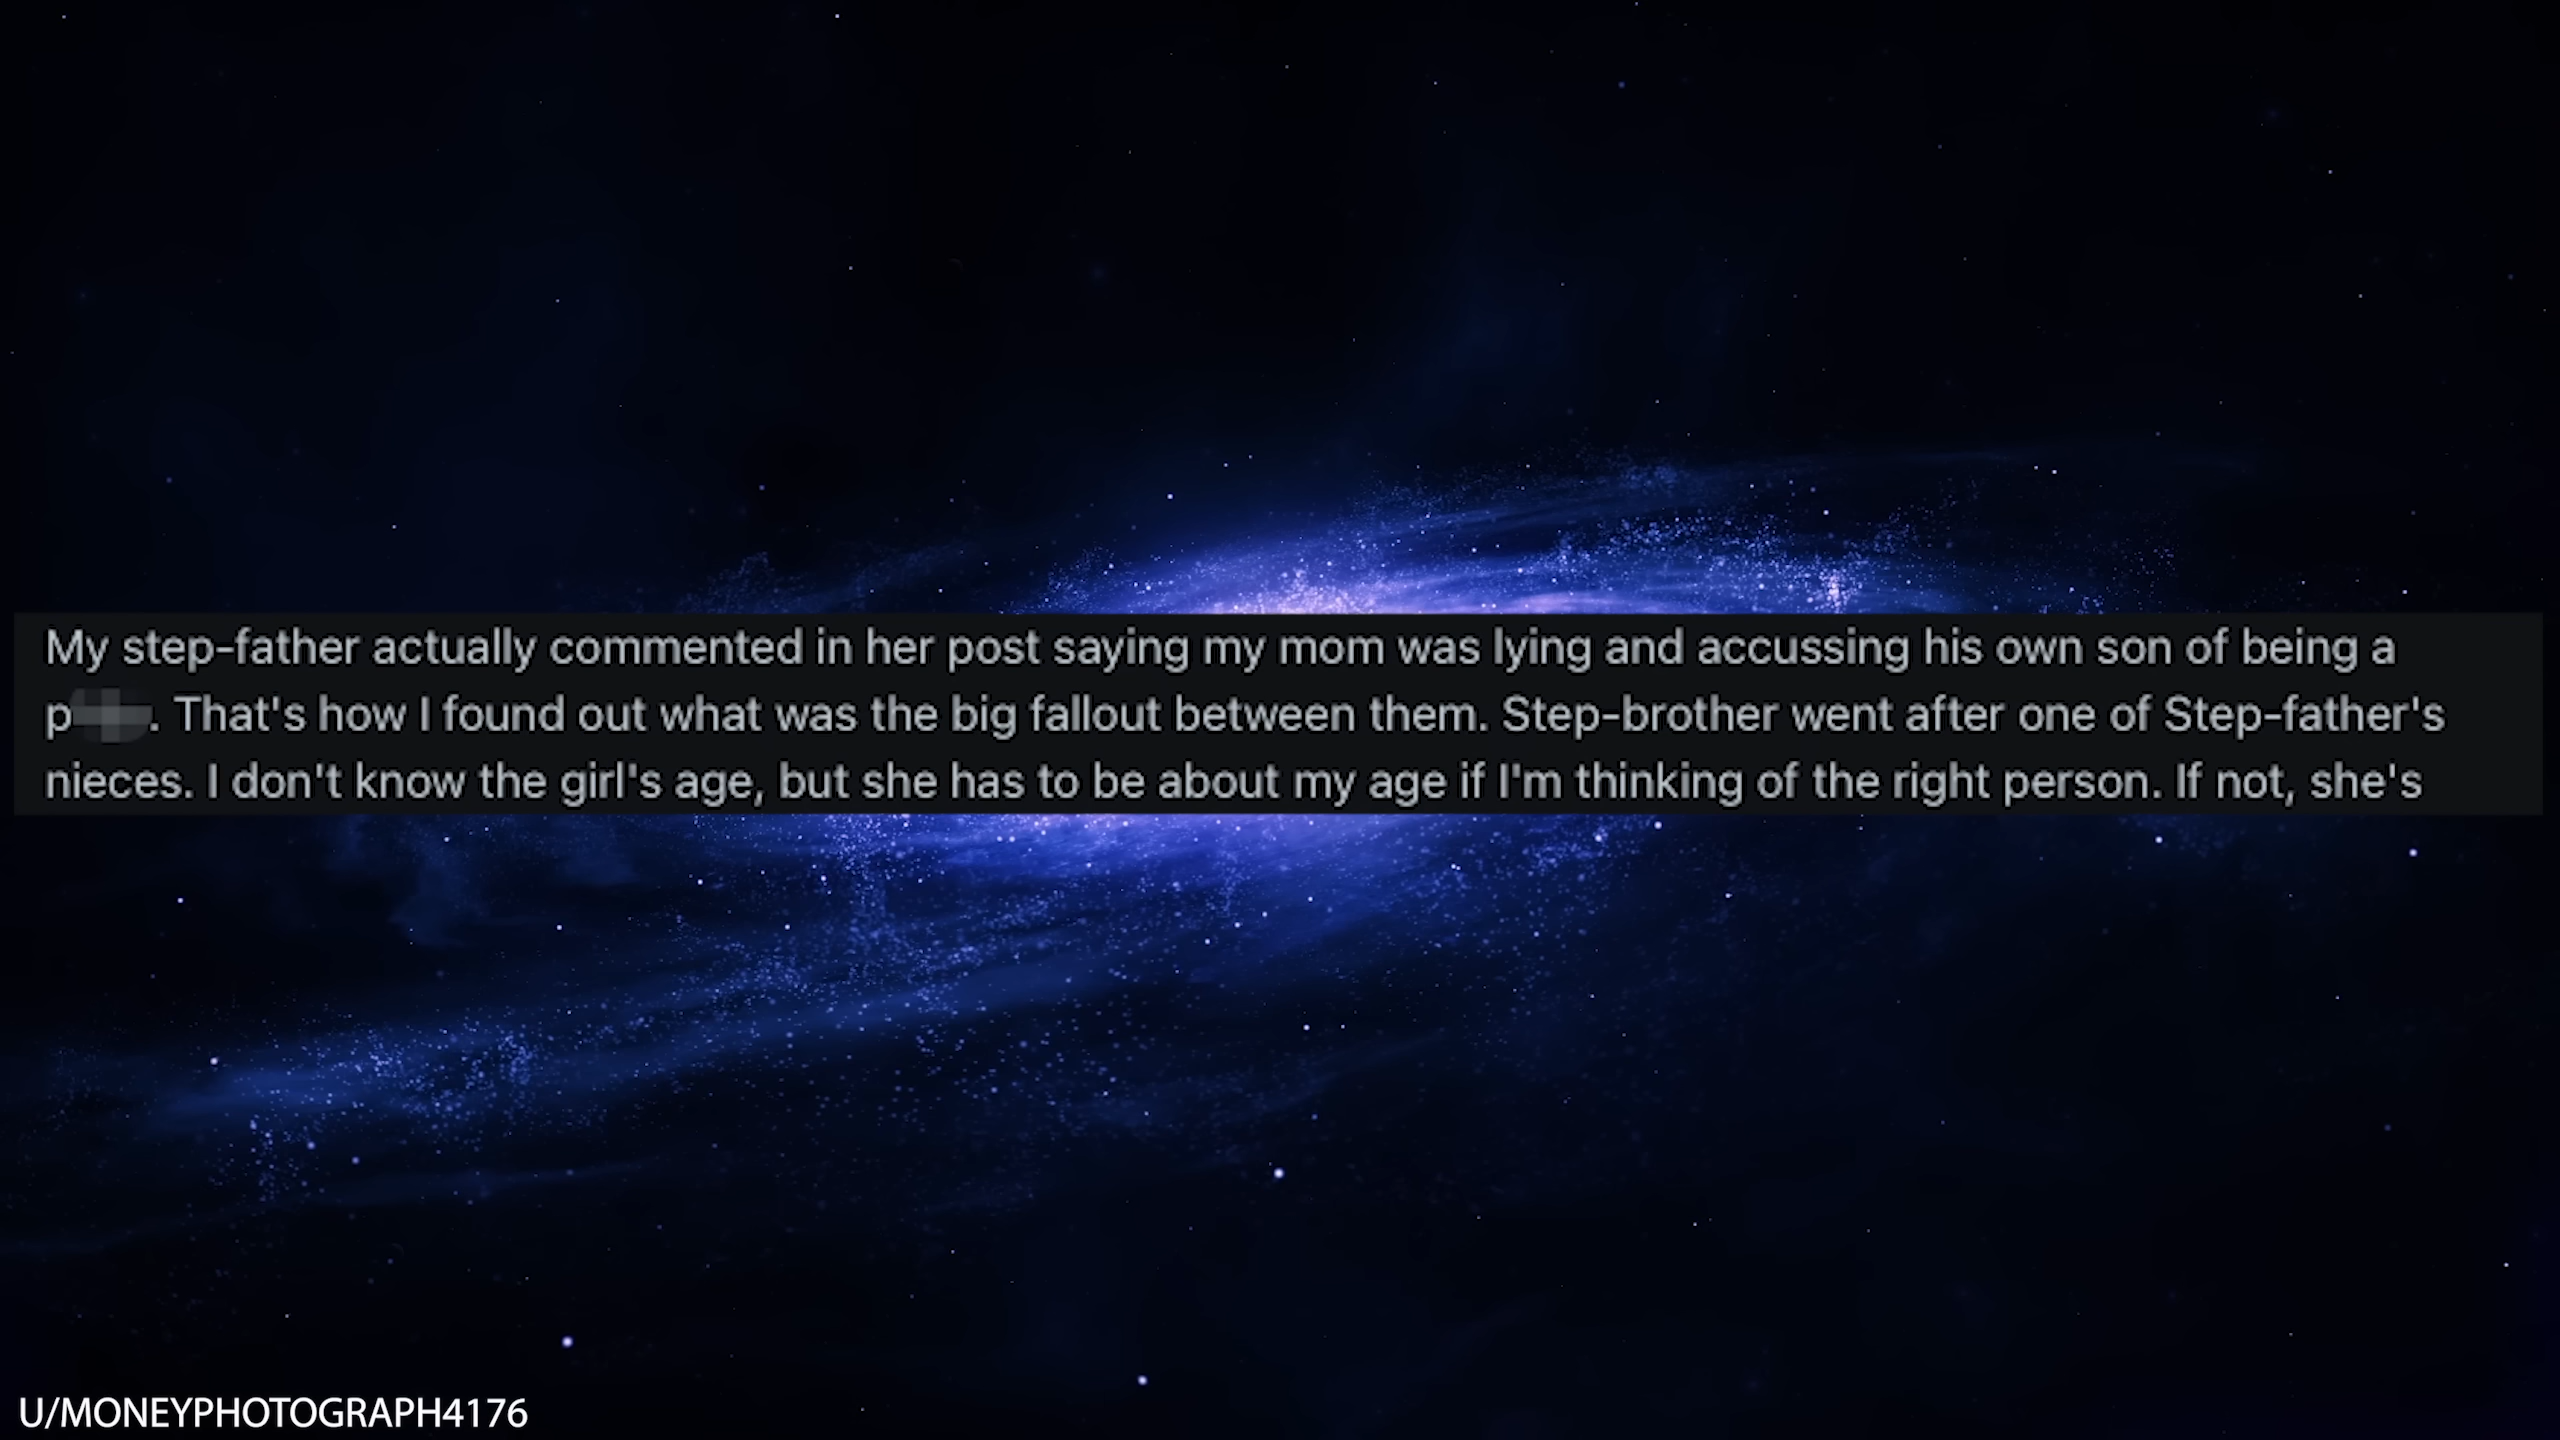 My step-father actually commented in her post saying my mom was lying and accussing his own son of being a
p. That's how I found out what was the big fallout between them. Step-brother went after one of Step-father's
nieces. I don't know the girl's age, but she has to be about my age if I'm thinking of the right person. If not, she's
U/MONEYPHOTOGRAPH4176